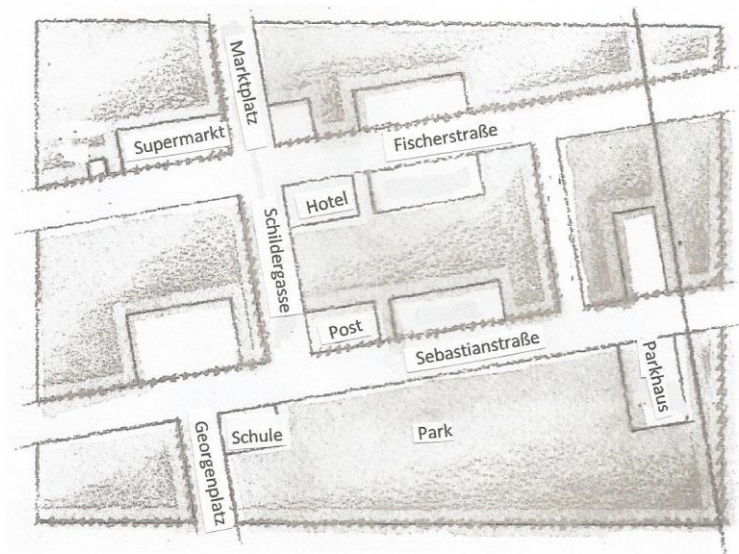 Marktplatz
Supermarkt
Fischerstraße
Hotel
Schildergasse
Post
Sebastianstraße
Parkhaus
Georgenplatz
Schule
Park